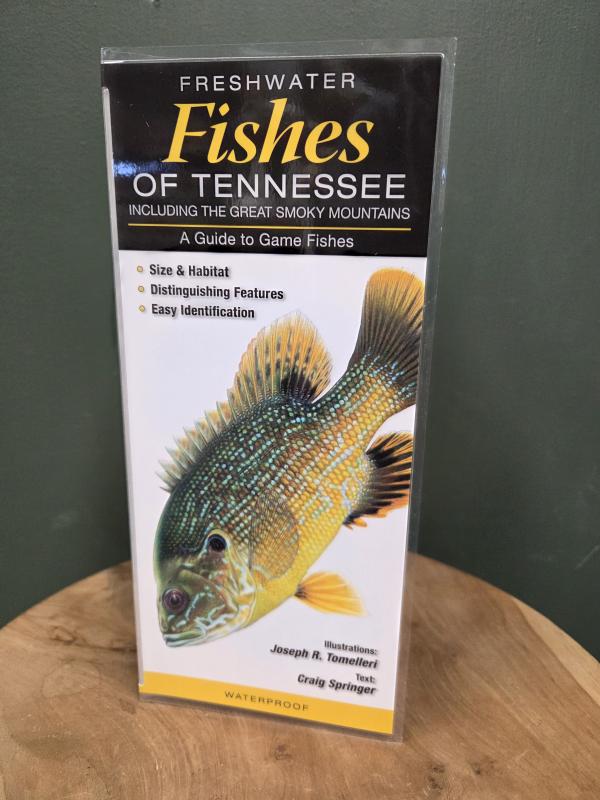 FRESHWATER
Fishes
OF TENNESSEE
INCLUDING THE GREAT SMOKY MOUNTAINS
A Guide to Game Fishes
Size & Habitat
Distinguishing Features
Easy Identification
Illustrations:
Joseph R. Tomelleri
Text:
Craig Springer
WATERPROOF